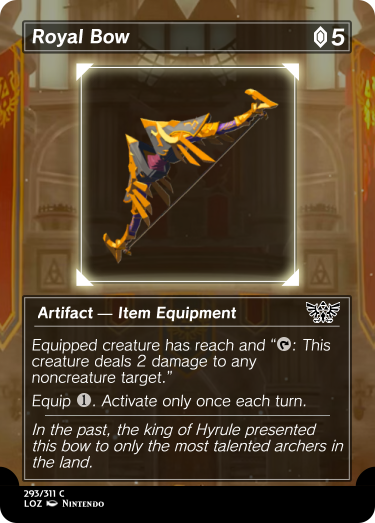 Royal Bow 5
Artifact — Item Equipment
Equipped creature has reach and “: This
creature deals 2 damage to any
noncreature target.”
Equip 1. Activate only once each turn.
In the past, the king of Hyrule presented
this bow to only the most talented archers in
the land.
293/311 C
LOZ Nintendo